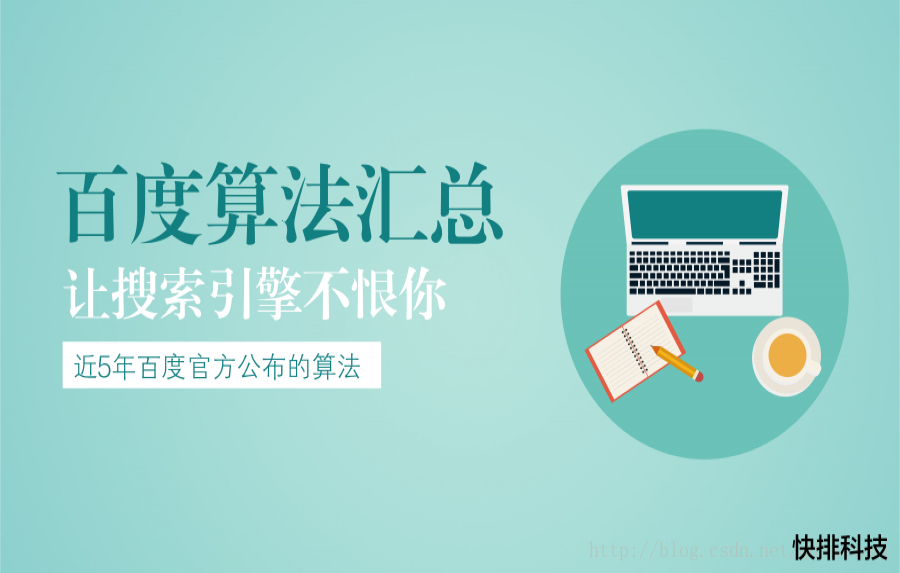 百度算法汇总
让搜索引擎不恨你
近5年百度官方公布的算法
http://blog.csdn.net
快排科技